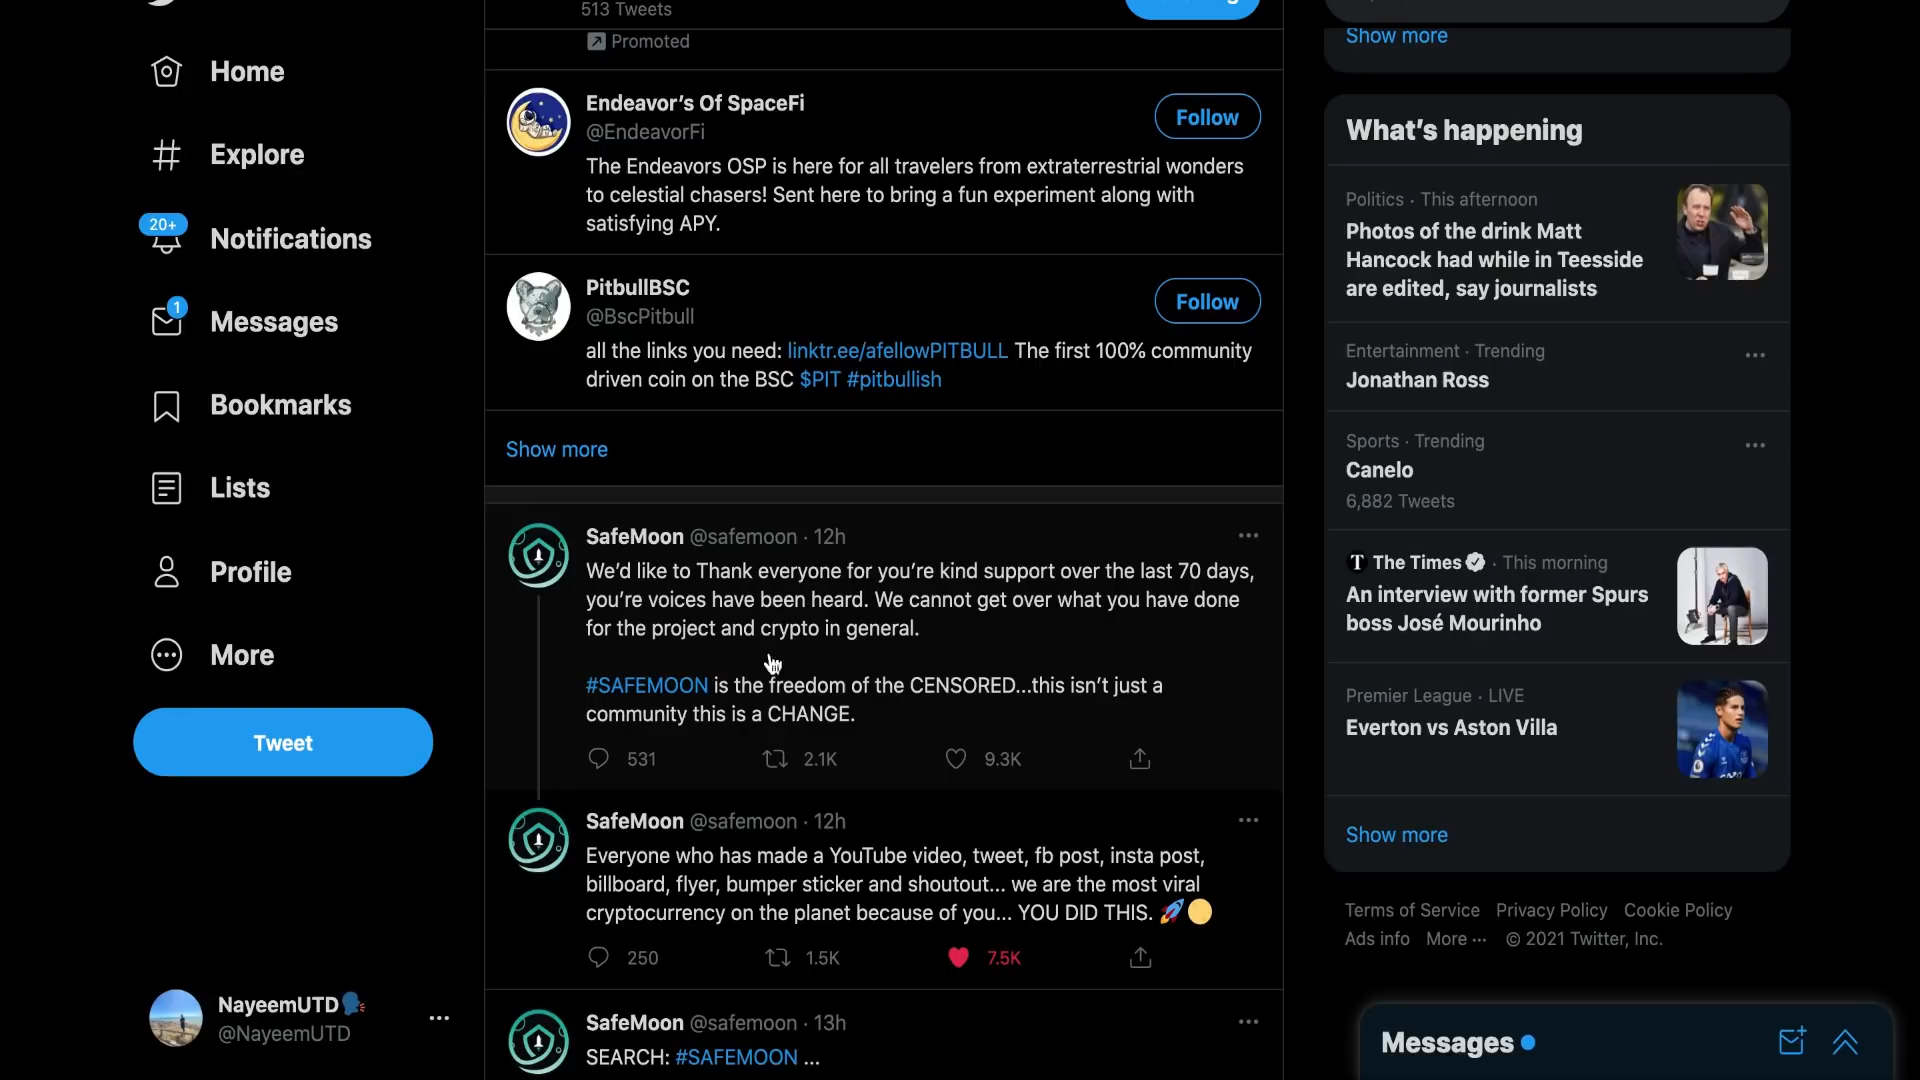 Home
Explore
20+
Notifications
1
Messages
Bookmarks
Lists
Profile
More
Tweet
NayeemUTD
@NayeemUTD
513 Tweets
Promoted
Endeavor's Of SpaceFi
@EndeavorFi
Follow
The Endeavors OSP is here for all travelers from extraterrestrial wonders
to celestial chasers! Sent here to bring a fun experiment along with
satisfying APY.
PitbullBSC
@BscPitbull
Follow
all the links you need: linktr.ee/afellowPITBULL The first 100% community
driven coin on the BSC $PIT #pitbullish
Show more
SafeMoon @safemoon · 12h
We'd like to Thank everyone for you're kind support over the last 70 days,
you're voices have been heard. We cannot get over what you have done
for the project and crypto in general.
#SAFEMOON is the freedom of the CENSORED...this isn't just a
community this is a CHANGE.
531 2.1K 9.3K
SafeMoon @safemoon · 12h
Everyone who has made a YouTube video, tweet, fb post, insta post,
billboard, flyer, bumper sticker and shoutout... we are the most viral
cryptocurrency on the planet because of you... YOU DID THIS. 🚀🌕
250 1.5K 7.5K
SafeMoon @safemoon · 13h
SEARCH: #SAFEMOON ...
Show more
What's happening
Politics · This afternoon
Photos of the drink Matt
Hancock had while in Teesside
are edited, say journalists
Entertainment · Trending
Jonathan Ross
Sports · Trending
Canelo
6,882 Tweets
T The Times · This morning
An interview with former Spurs
boss José Mourinho
Premier League · LIVE
Everton vs Aston Villa
Show more
Terms of Service Privacy Policy Cookie Policy
Ads info More ··· © 2021 Twitter, Inc.
Messages